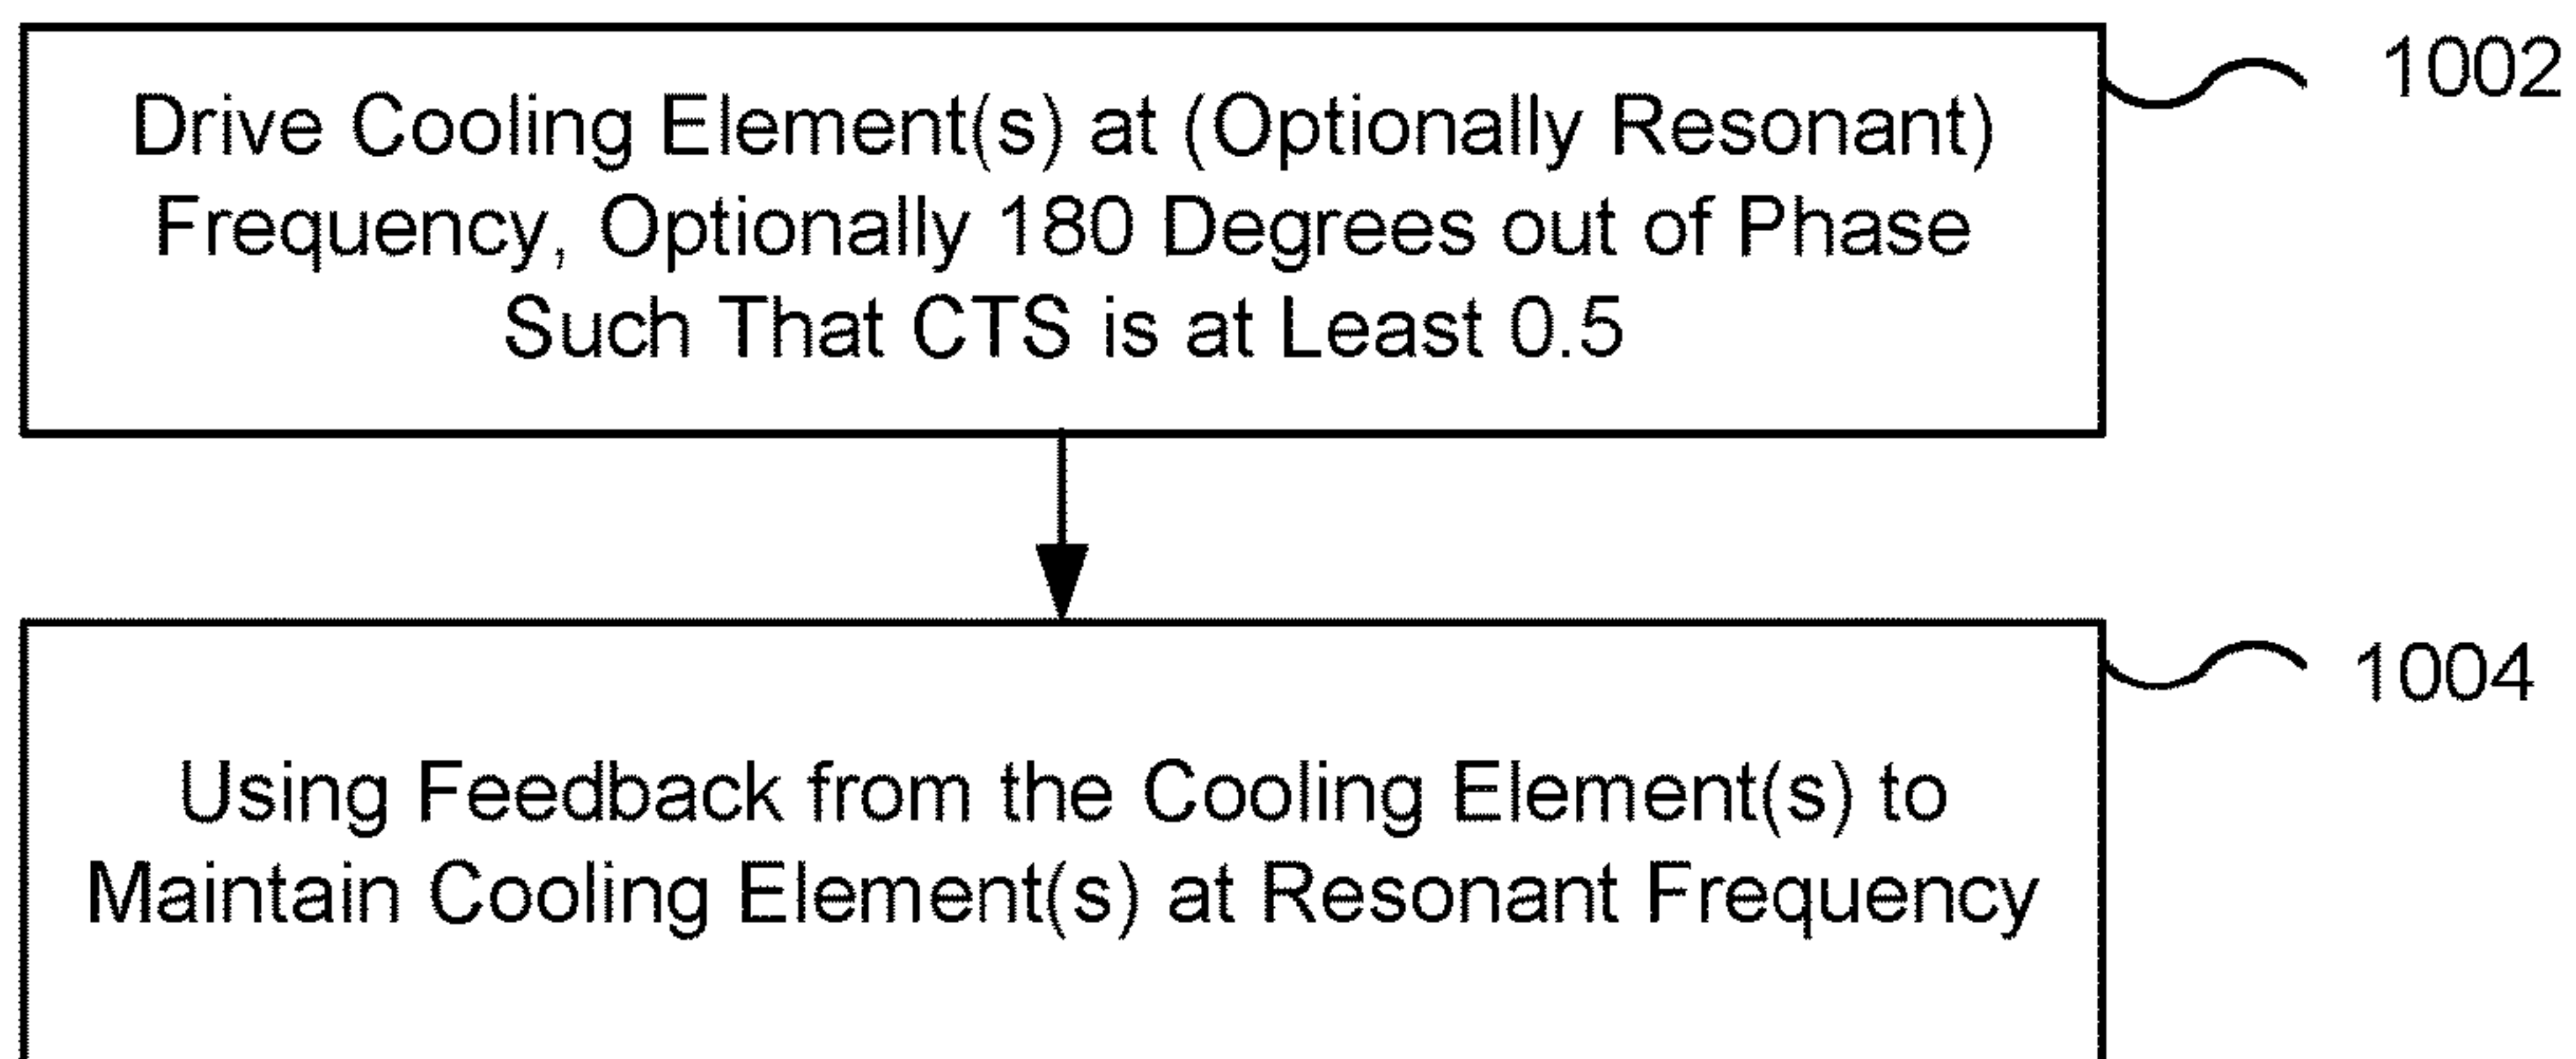 Drive Cooling Element(s) at (Optionally Resonant)
Frequency, Optionally 180 Degrees out of Phase
Such That CTS is at Least 0.5
1002
Using Feedback from the Cooling Element(s) to
Maintain Cooling Element(s) at Resonant Frequency
1004